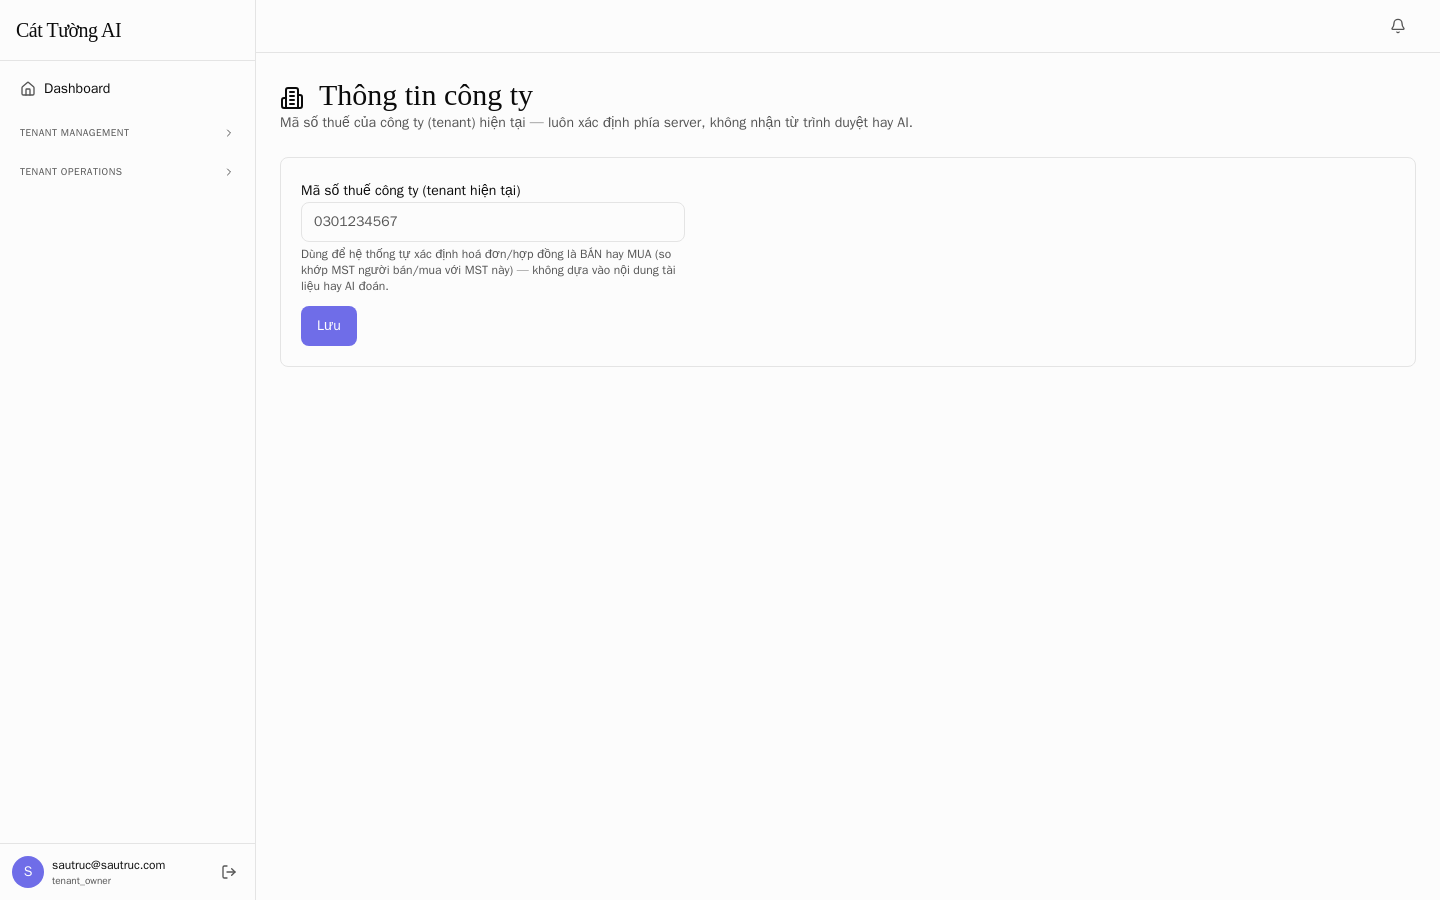 Cát Tường AI
Dashboard
TENANT MANAGEMENT
TENANT OPERATIONS
Thông tin công ty
Mã số thuế của công ty (tenant) hiện tại — luôn xác định phía server, không nhận từ trình duyệt hay AI.
Mã số thuế công ty (tenant hiện tại)
0301234567
Dùng để hệ thống tự xác định hoá đơn/hợp đồng là BÁN hay MUA (so
khớp MST người bán/mua với MST này) — không dựa vào nội dung tài
liệu hay AI đoán.
Lưu
S
sautruc@sautruc.com
tenant_owner